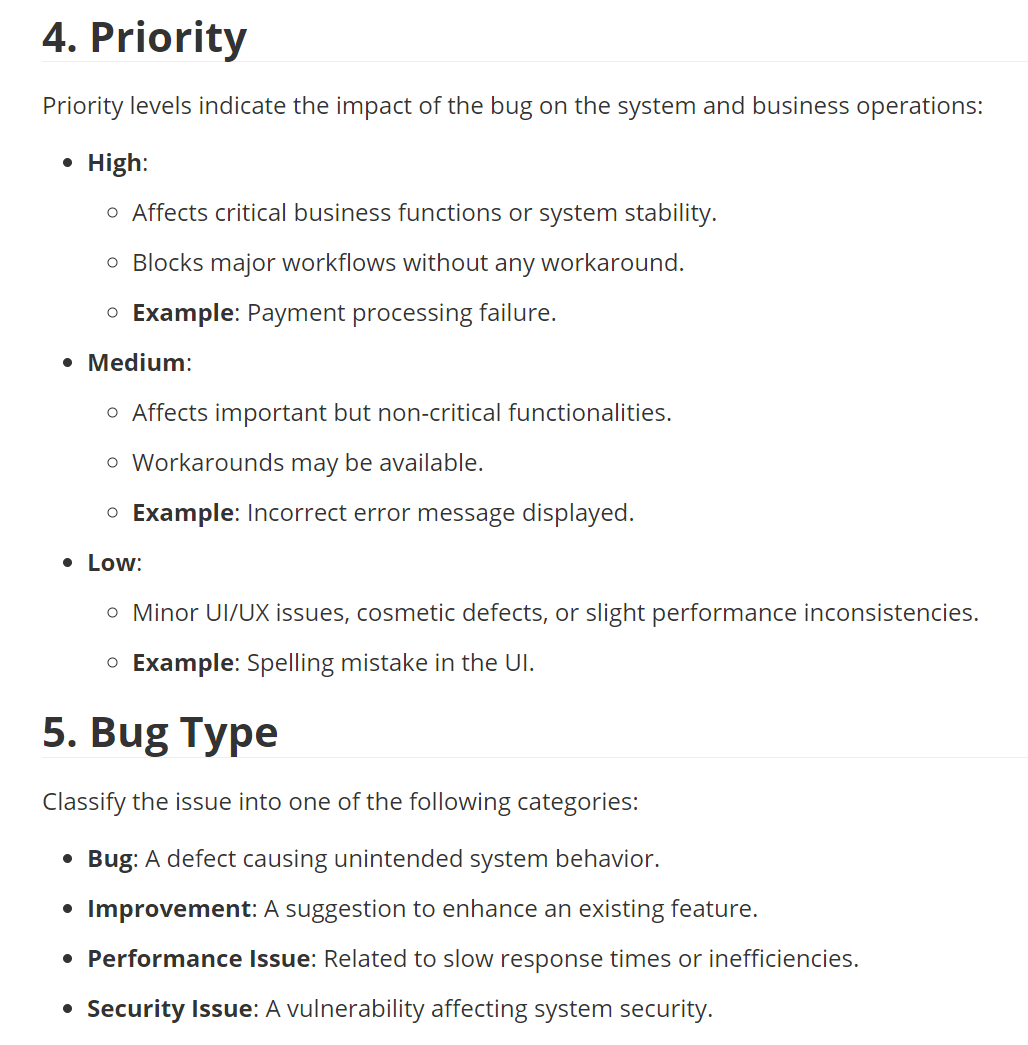 4. Priority
Priority levels indicate the impact of the bug on the system and business operations:
• High:
◦ Affects critical business functions or system stability.
◦ Blocks major workflows without any workaround.
◦ Example: Payment processing failure.
• Medium:
◦ Affects important but non-critical functionalities.
◦ Workarounds may be available.
◦ Example: Incorrect error message displayed.
• Low:
◦ Minor UI/UX issues, cosmetic defects, or slight performance inconsistencies.
◦ Example: Spelling mistake in the UI.
5. Bug Type
Classify the issue into one of the following categories:
• Bug: A defect causing unintended system behavior.
• Improvement: A suggestion to enhance an existing feature.
• Performance Issue: Related to slow response times or inefficiencies.
• Security Issue: A vulnerability affecting system security.